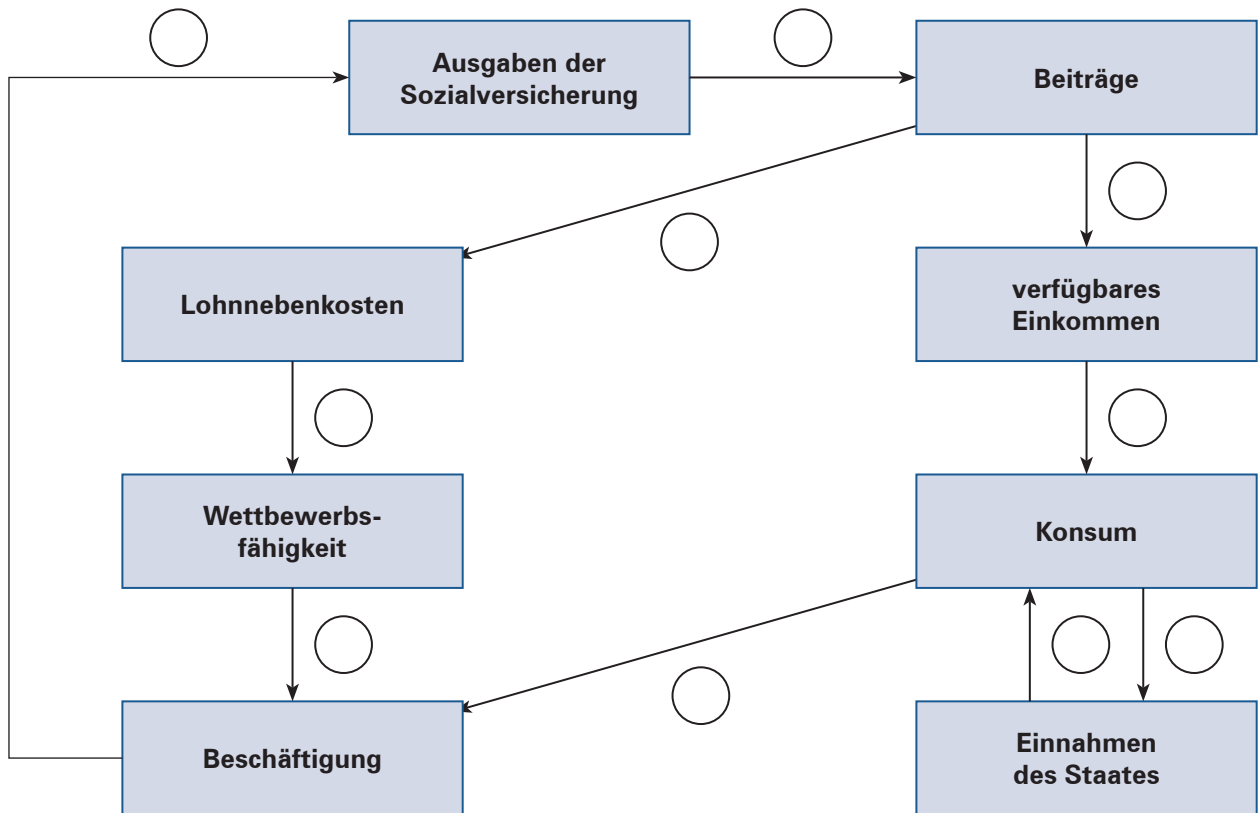 Ausgaben der
Sozialversicherung
Beiträge
Lohnnebenkosten
verfügbares
Einkommen
Wettbewerbs-
fähigkeit
Konsum
Beschäftigung
Einnahmen
des Staates